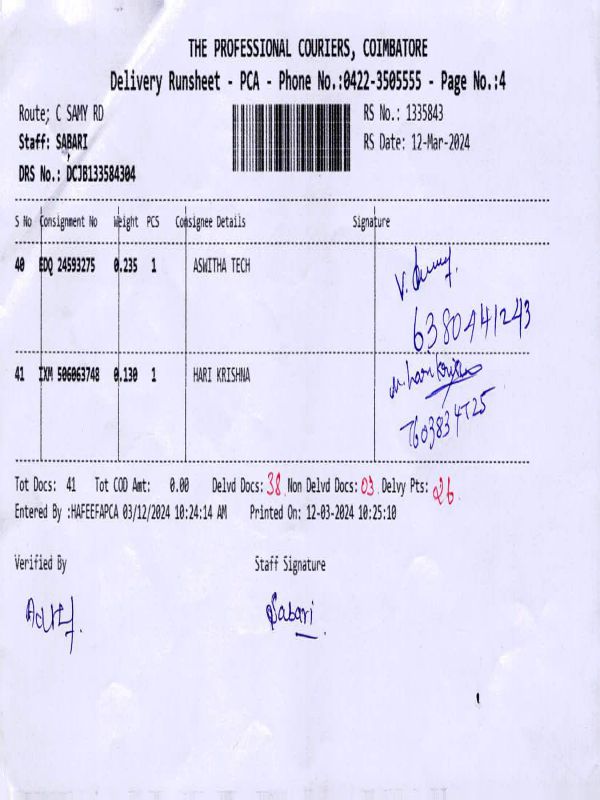 THE PROFESSIONAL COURIERS, COIMBATORE
Delivery Runsheet - PCA - Phone No.:0422-3505555 - Page No.:4
Route; C SAMY RD RS No.: 1335843
Staff: SABARI RS Date: 12-Mar-2024
DRS No.: DCJB133584304
S No Consignment No Weight PCS Consignee Details Signature
40 EDQ 24593275 0.235 1 ASWITHA TECH
6380441243
41 IXM 506063748 0.130 1 HARI KRISHNA
7603834725
Tot Docs: 41 Tot COD Amt: 0.00 Delvd Docs: 38 Non Delvd Docs: 03 Delvy Pts: 26
Entered By :HAFEEFAPCA 03/12/2024 10:24:14 AM Printed On: 12-03-2024 10:25:10
Verified By Staff Signature
Sabari